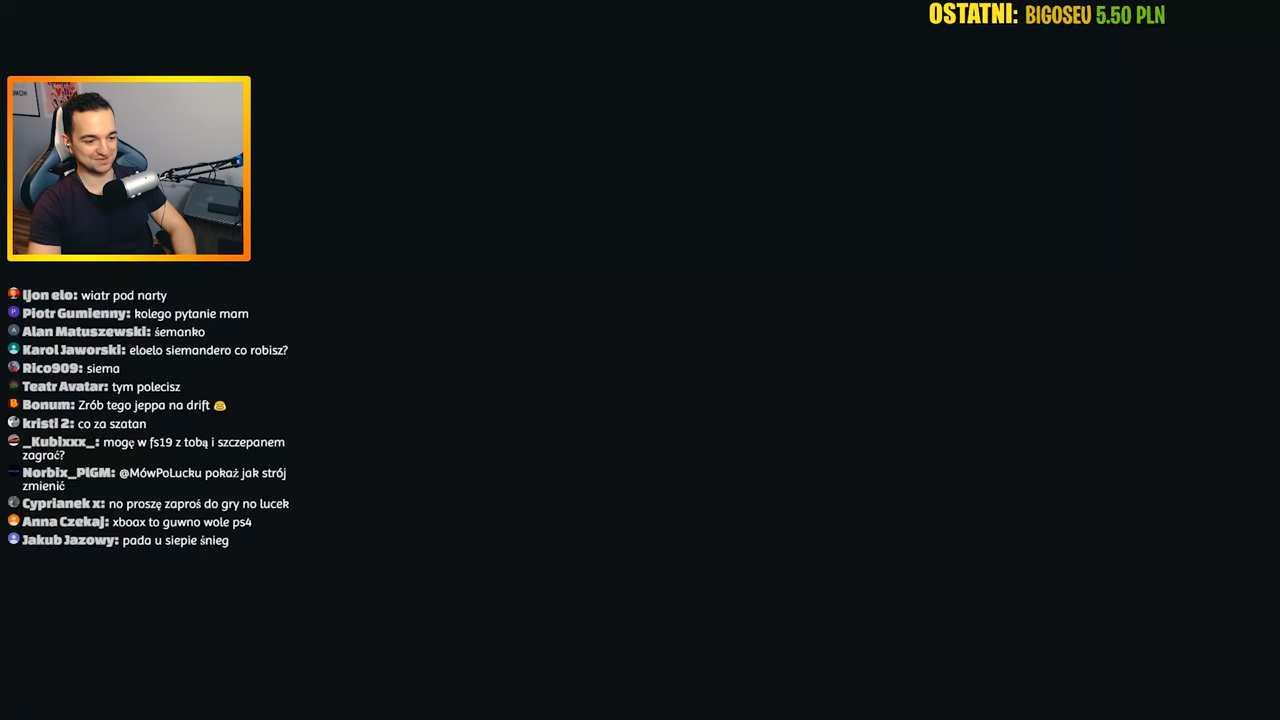 OSTATNI: BIGOSEU 5.50 PLN
Ijon elo: wiatr pod narty
Piotr Gumienny: kolego pytanie mam
Alan Matuszewski: śemanko
Karol Jaworski: eloelo siemandero co robisz?
Rico909: siema
Teatr Avatar: tym polecisz
Bonum: Zrób tego jeppa na drift
kristi 2: co za szatan
_Kubixxx_: mogę w fs19 z tobą i szczepanem
zagrać?
Norbix_PlGM: @MówPoLucku pokaż jak strój
zmienić
Cyprianek x: no proszę zaproś do gry no lucek
Anna Czekaj: xboax to guwno wole ps4
Jakub Jazowy: pada u siepie śnieg